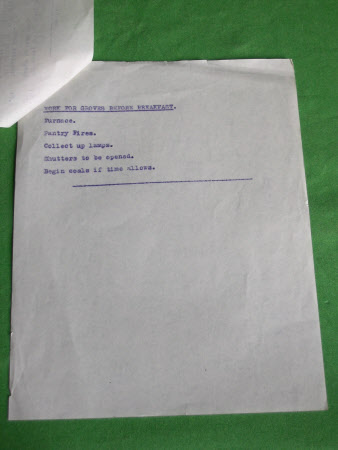 WORK FOR GROVER BEFORE BREAKFAST.
Furnace.
Pantry Fires.
Collect up lamps.
Shutters to be opened.
Begin coals if time allows.